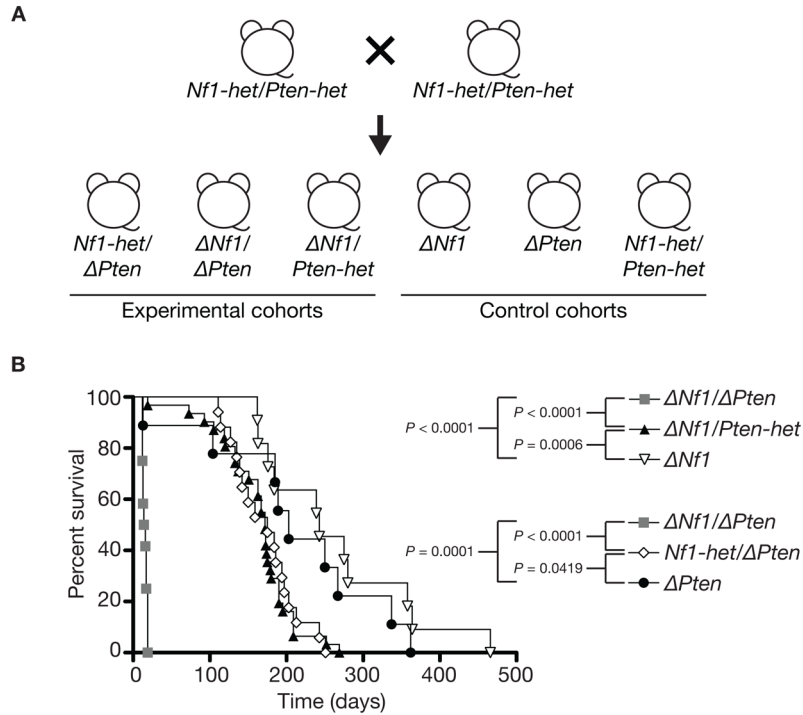 A
Nf1-het/Pten-het
Nf1-het/Pten-het
Nf1-het/
ΔPten
ΔNf1/
ΔPten
ΔNf1/
Pten-het
ΔNf1
ΔPten
Nf1-het/
Pten-het
Experimental cohorts
Control cohorts
B
Percent survival
100
80
60
40
20
0
0
100
200
300
400
500
Time (days)
P < 0.0001
P < 0.0001
P = 0.0006
ΔNf1/ΔPten
ΔNf1/Pten-het
ΔNf1
P = 0.0001
P < 0.0001
P = 0.0419
ΔNf1/ΔPten
Nf1-het/ΔPten
ΔPten